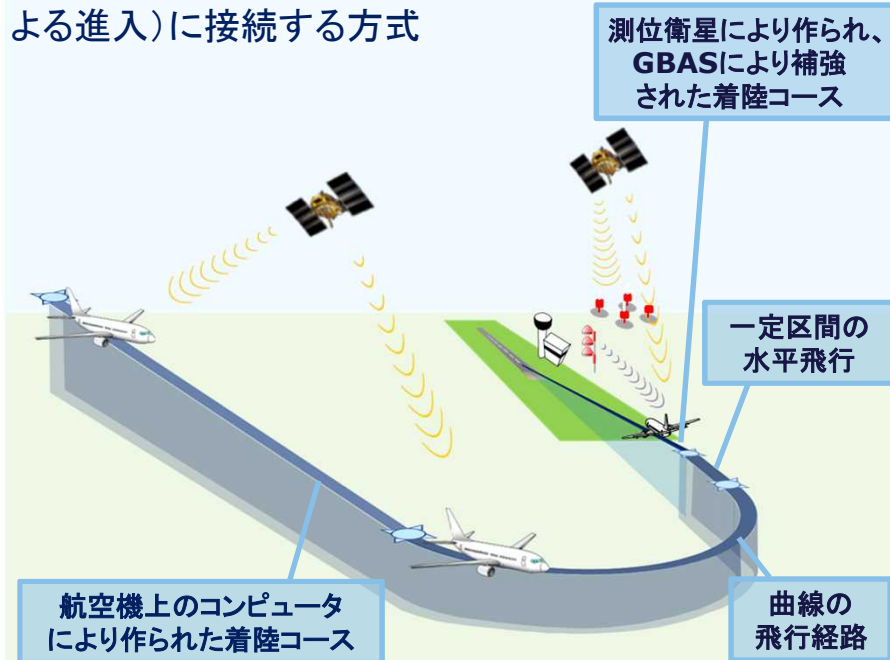 よる進入）に接続する方式
測位衛星により作られ、
GBASにより補強
された着陸コース
一定区間の
水平飛行
航空機上のコンピュータ
により作られた着陸コース
曲線の
飛行経路